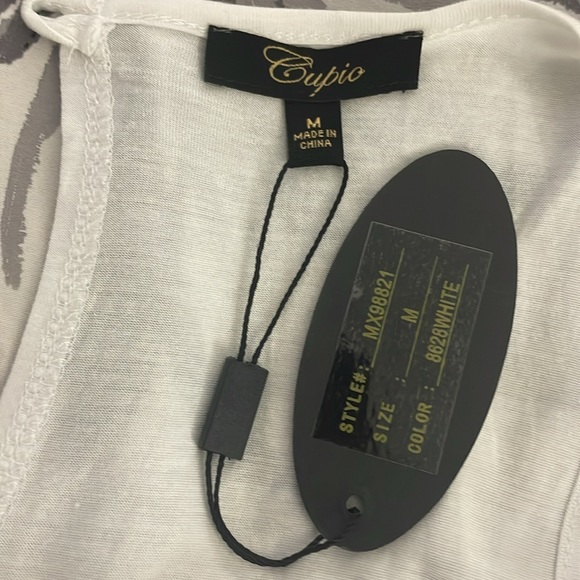 Cupio
M
MADE IN
CHINA
STYLE#: MX98821
SIZE : M
COLOR : 8628WHITE